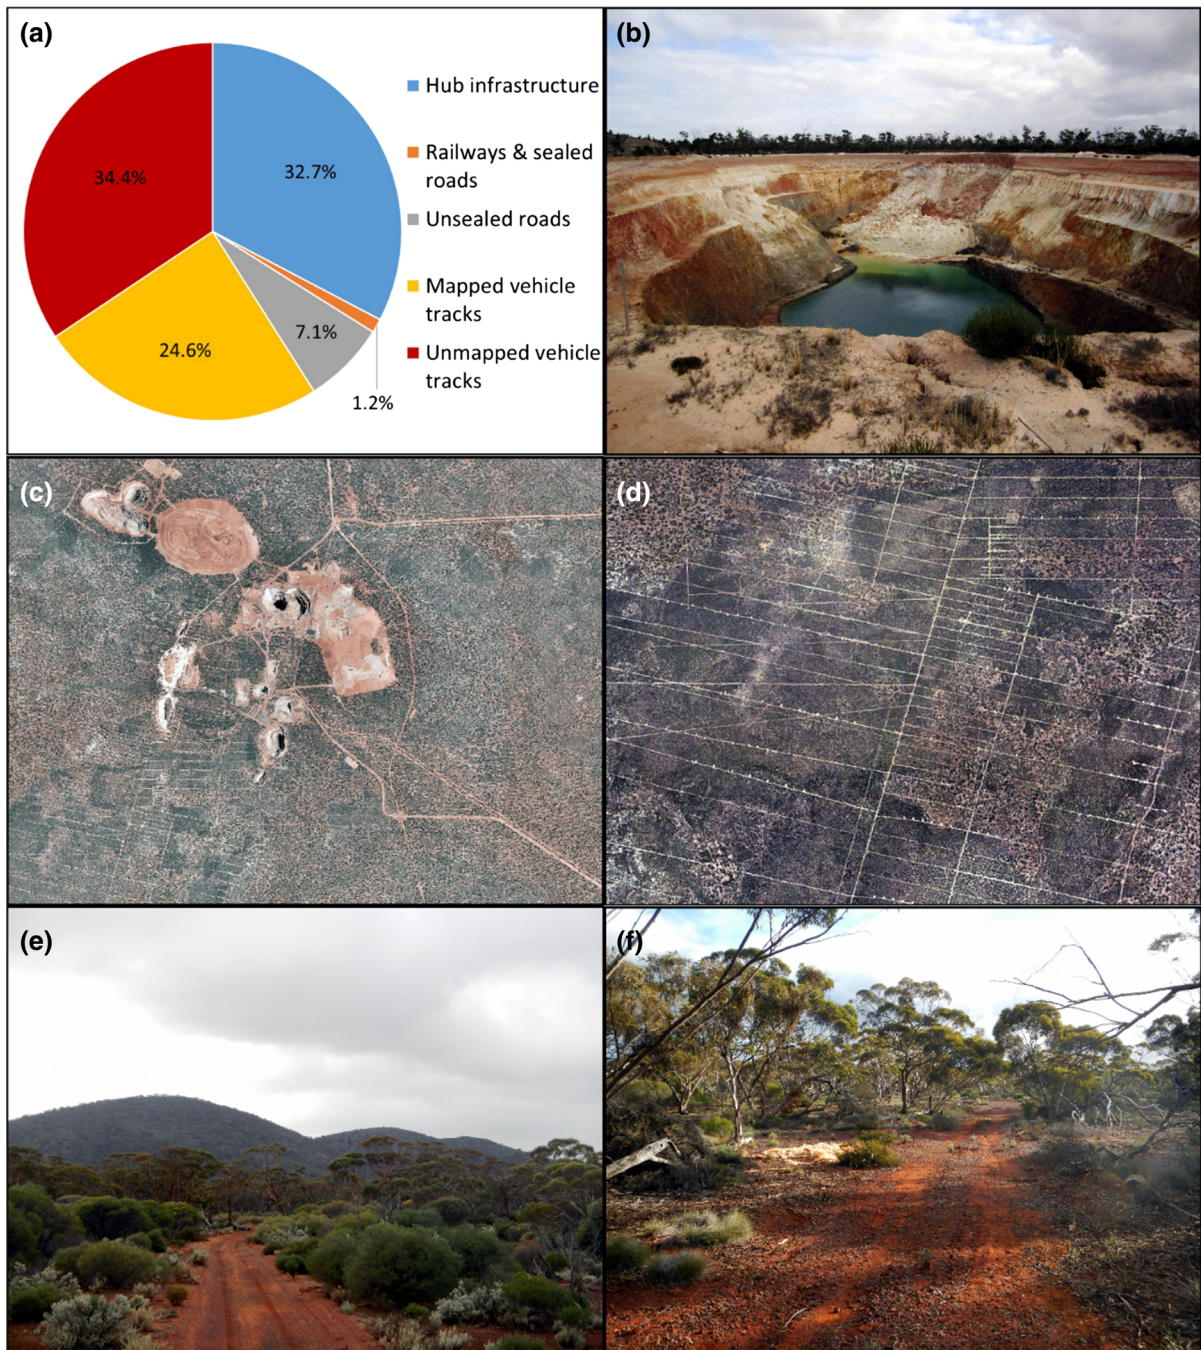 (a)
Hub infrastructure
Railways & sealed
roads
Unsealed roads
Mapped vehicle
tracks
Unmapped vehicle
tracks
32.7%
1.2%
7.1%
24.6%
34.4%
(b)
(c)
(d)
(e)
(f)